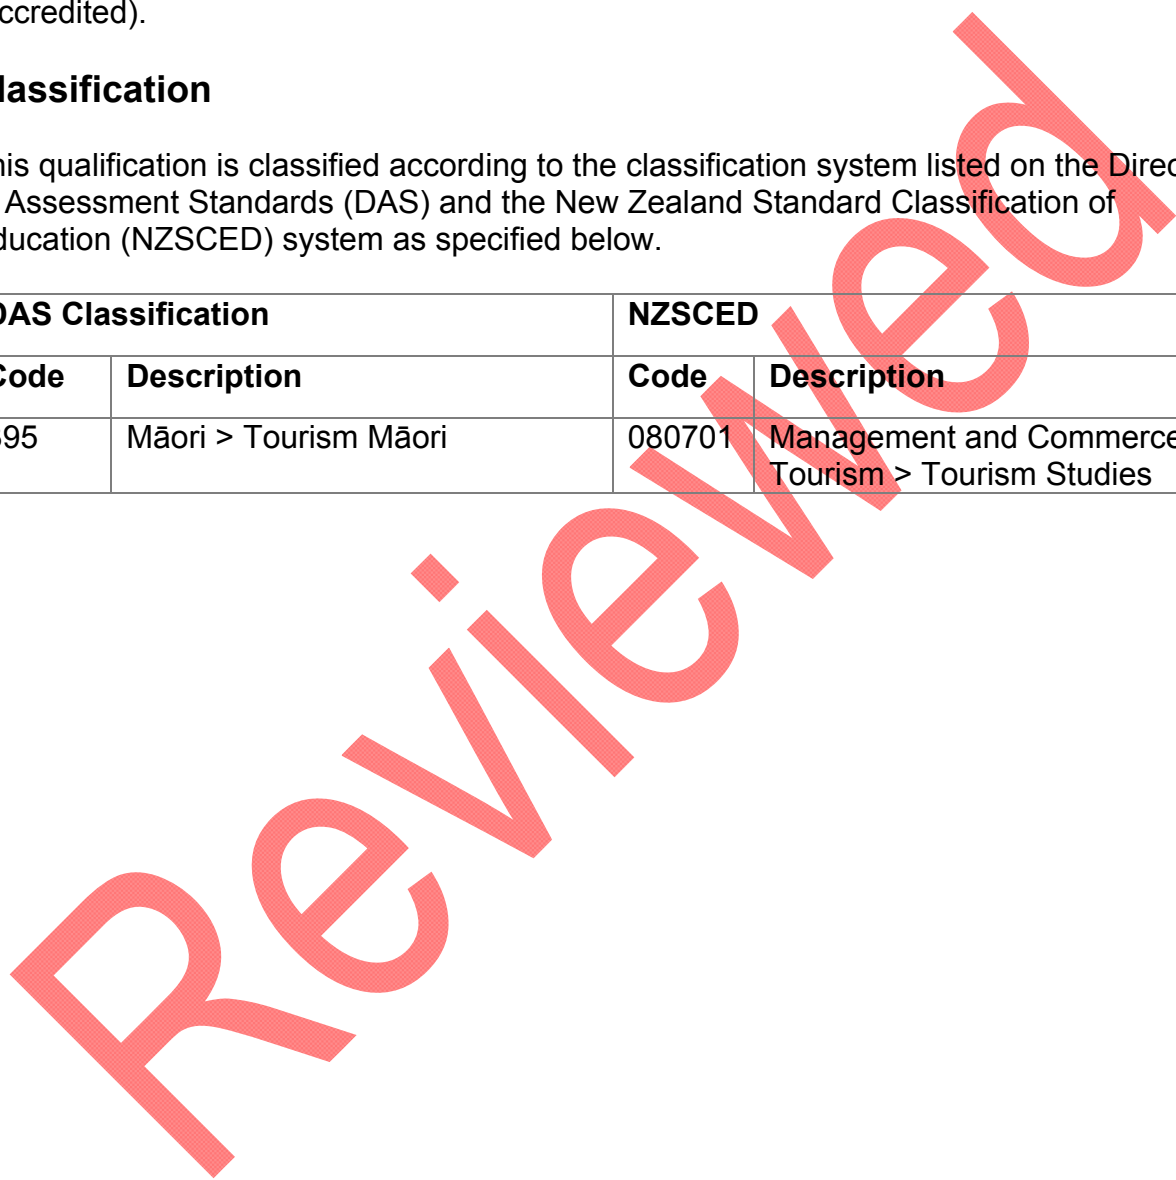 ccredited).
lassification
his qualification is classified according to the classification system listed on the Direc
Assessment Standards (DAS) and the New Zealand Standard Classification of
ducation (NZSCED) system as specified below.
DAS Classification NZSCED
Code Description Code Description
95 Māori > Tourism Māori 080701 Management and Commerce
Tourism > Tourism Studies
Reviewed